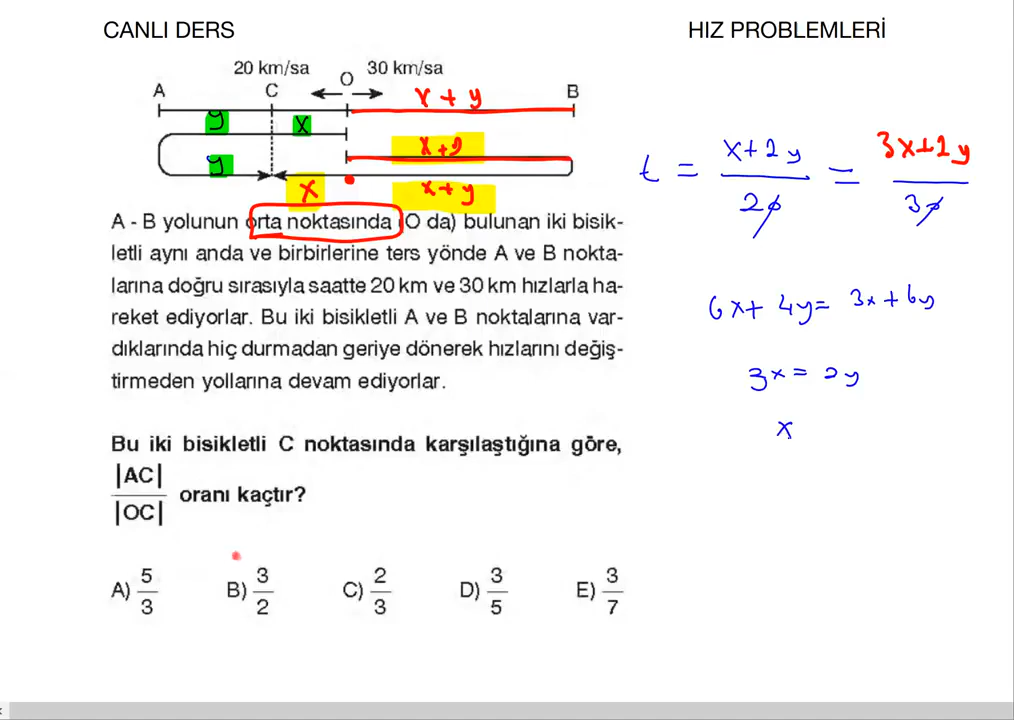 CANLI DERS
HIZ PROBLEMLERİ
20 km/sa O 30 km/sa
A C x + y B
y x
x+y
y
x x+y
t = x+2y / 20 = 3x+2y / 30
A - B yolunun orta noktasında (O da) bulunan iki bisik-
letli aynı anda ve birbirlerine ters yönde A ve B nokta-
larına doğru sırasıyla saatte 20 km ve 30 km hızlarla ha-
reket ediyorlar. Bu iki bisikletli A ve B noktalarına var-
dıklarında hiç durmadan geriye dönerek hızlarını değiş-
tirmeden yollarına devam ediyorlar.
6x+ 4y= 3x+6y
3x= 2y
x
Bu iki bisikletli C noktasında karşılaştığına göre,
|AC| / |OC| oranı kaçtır?
A) 5/3 B) 3/2 C) 2/3 D) 3/5 E) 3/7